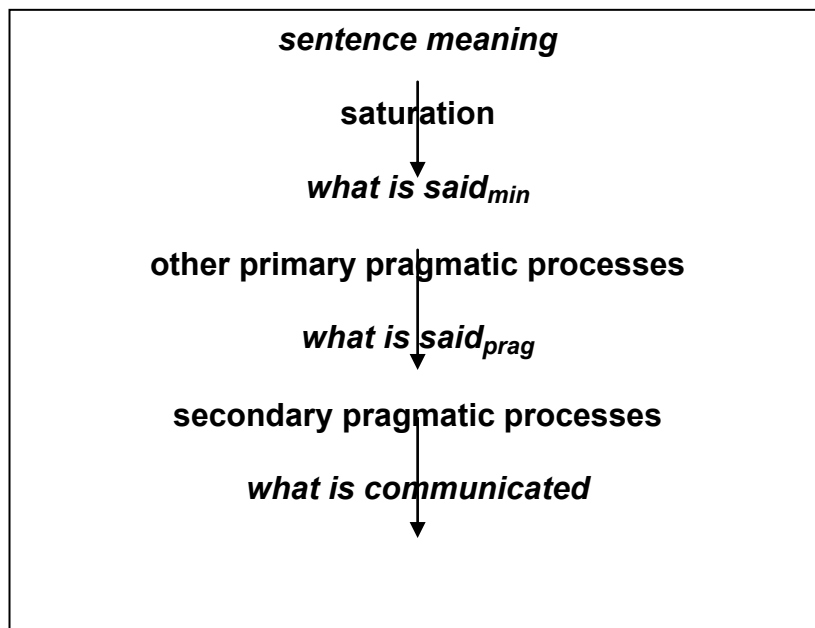 sentence meaning
saturation
what is said_min
other primary pragmatic processes
what is said_prag
secondary pragmatic processes
what is communicated